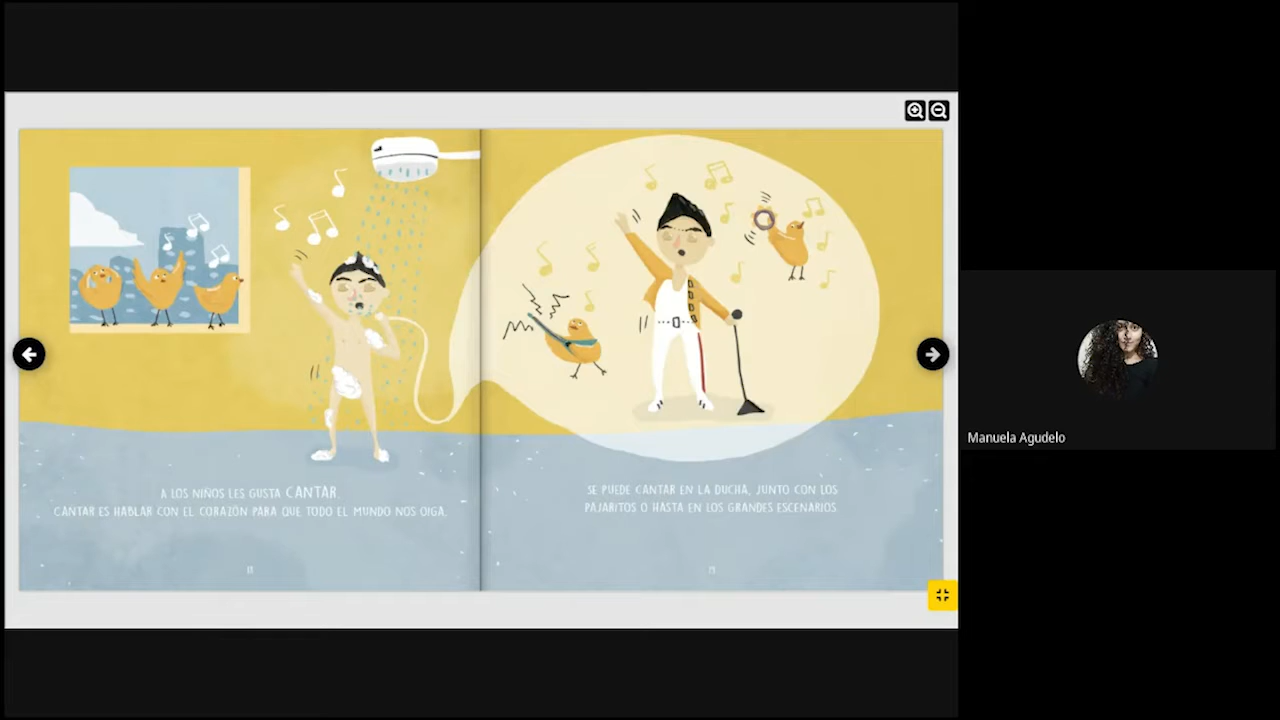 A LOS NIÑOS LES GUSTA CANTAR.
CANTAR ES HABLAR CON EL CORAZÓN PARA QUE TODO EL MUNDO NOS OIGA.
SE PUEDE CANTAR EN LA DUCHA, JUNTO CON LOS
PAJARITOS O HASTA EN LOS GRANDES ESCENARIOS.
Manuela Agudelo